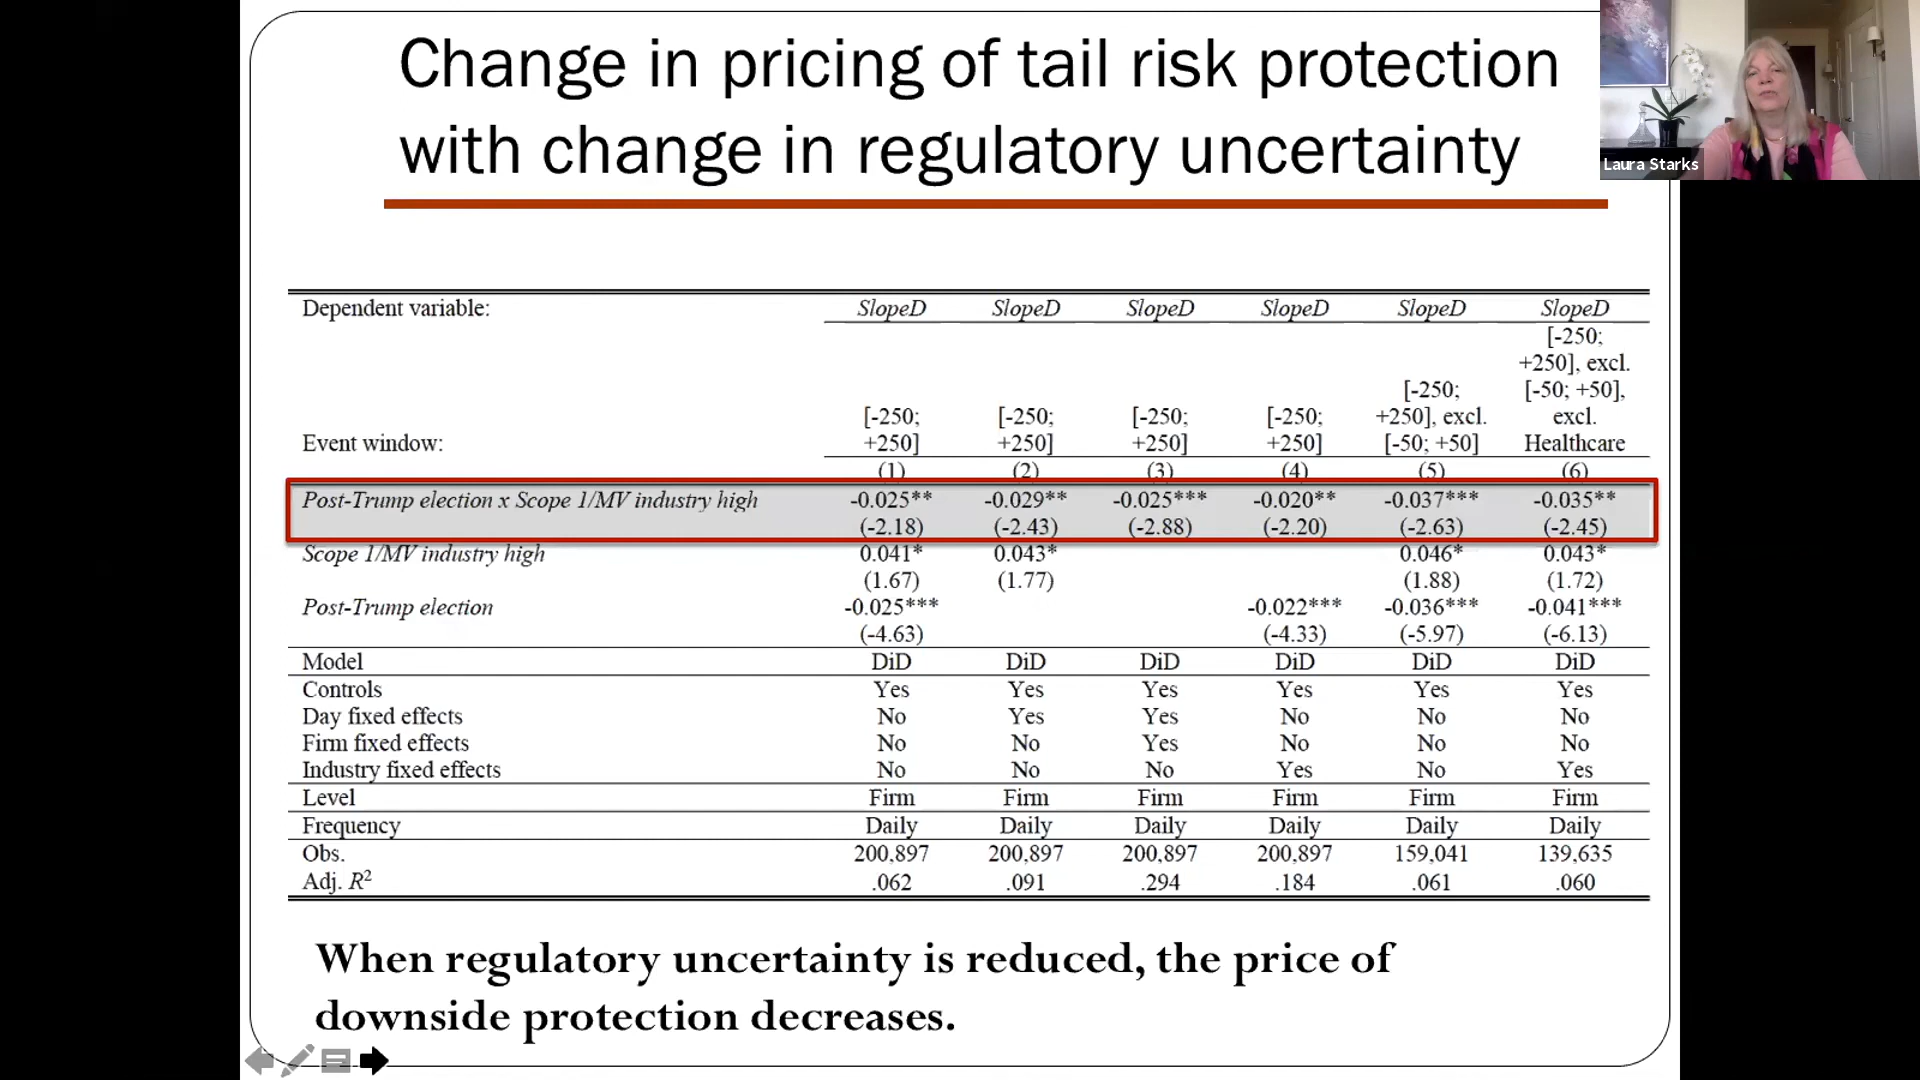 Change in pricing of tail risk protection
with change in regulatory uncertainty
Laura Starks
Dependent variable: SlopeD SlopeD SlopeD SlopeD SlopeD SlopeD
[-250;
+250], excl.
[-250; [-50; +50],
[-250; [-250; [-250; [-250; +250], excl. excl.
Event window: +250] +250] +250] +250] [-50; +50] Healthcare
(1) (2) (3) (4) (5) (6)
Post-Trump election x Scope 1/MV industry high -0.025** -0.029** -0.025*** -0.020** -0.037*** -0.035**
(-2.18) (-2.43) (-2.88) (-2.20) (-2.63) (-2.45)
Scope 1/MV industry high 0.041* 0.043* 0.046* 0.043*
(1.67) (1.77) (1.88) (1.72)
Post-Trump election -0.025*** -0.022*** -0.036*** -0.041***
(-4.63) (-4.33) (-5.97) (-6.13)
Model DiD DiD DiD DiD DiD DiD
Controls Yes Yes Yes Yes Yes Yes
Day fixed effects No Yes Yes No No No
Firm fixed effects No No Yes No No No
Industry fixed effects No No No Yes No Yes
Level Firm Firm Firm Firm Firm Firm
Frequency Daily Daily Daily Daily Daily Daily
Obs. 200,897 200,897 200,897 200,897 159,041 139,635
Adj. R² .062 .091 .294 .184 .061 .060
When regulatory uncertainty is reduced, the price of
downside protection decreases.